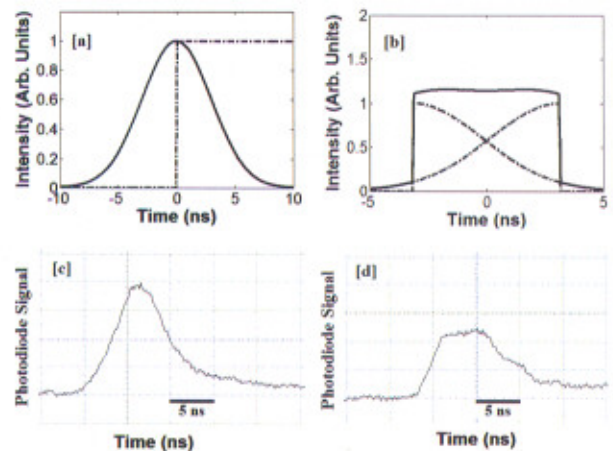 [a]
Intensity (Arb. Units)
1
0.8
0.6
0.4
0.2
0
-10 -5 0 5 10
Time (ns)
[b]
Intensity (Arb. Units)
2
1.5
1
0.5
0
-5 0 5
Time (ns)
[c]
Photodiode Signal
5 ns
Time (ns)
[d]
Photodiode Signal
5 ns
Time (ns)